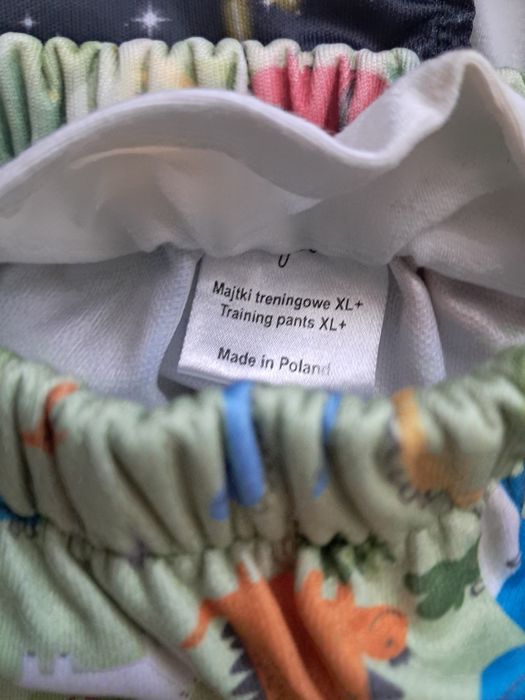 Majtki treningowe XL+
Training pants XL+
Made in Poland